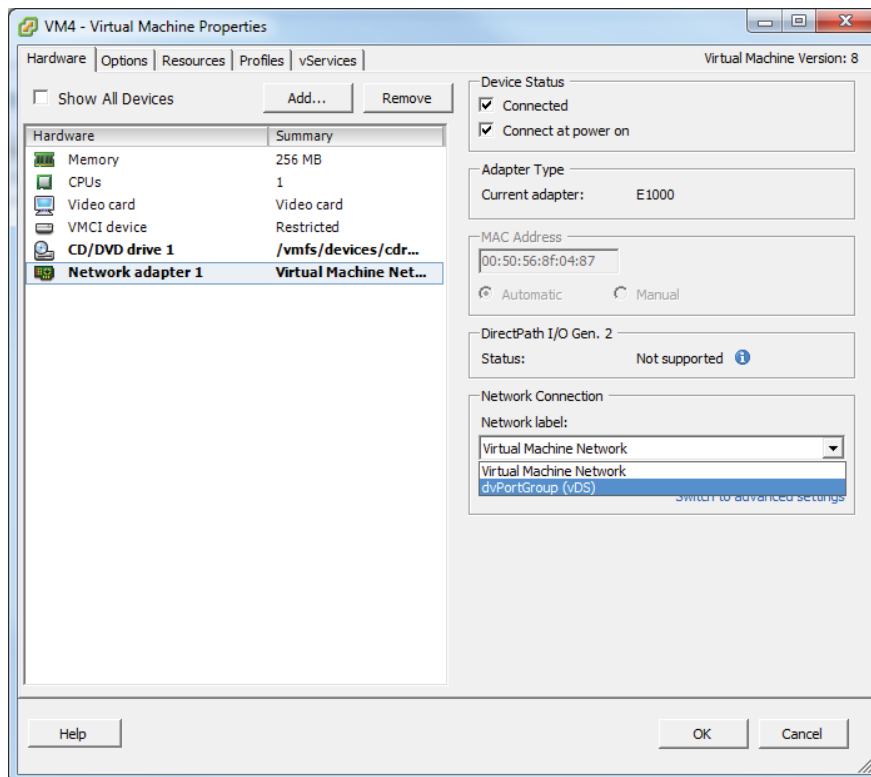 VM4 - Virtual Machine Properties
Hardware Options Resources Profiles vServices Virtual Machine Version: 8
Show All Devices Add... Remove
Hardware Summary
Memory 256 MB
CPUs 1
Video card Video card
VMCI device Restricted
CD/DVD drive 1 /vmfs/devices/cdr...
Network adapter 1 Virtual Machine Net...
Device Status
Connected
Connect at power on
Adapter Type
Current adapter: E1000
MAC Address
00:50:56:8f:04:87
Automatic Manual
DirectPath I/O Gen. 2
Status: Not supported
Network Connection
Network label:
Virtual Machine Network
Virtual Machine Network
dvPortGroup (vDS)
Switch to advanced settings
Help OK Cancel